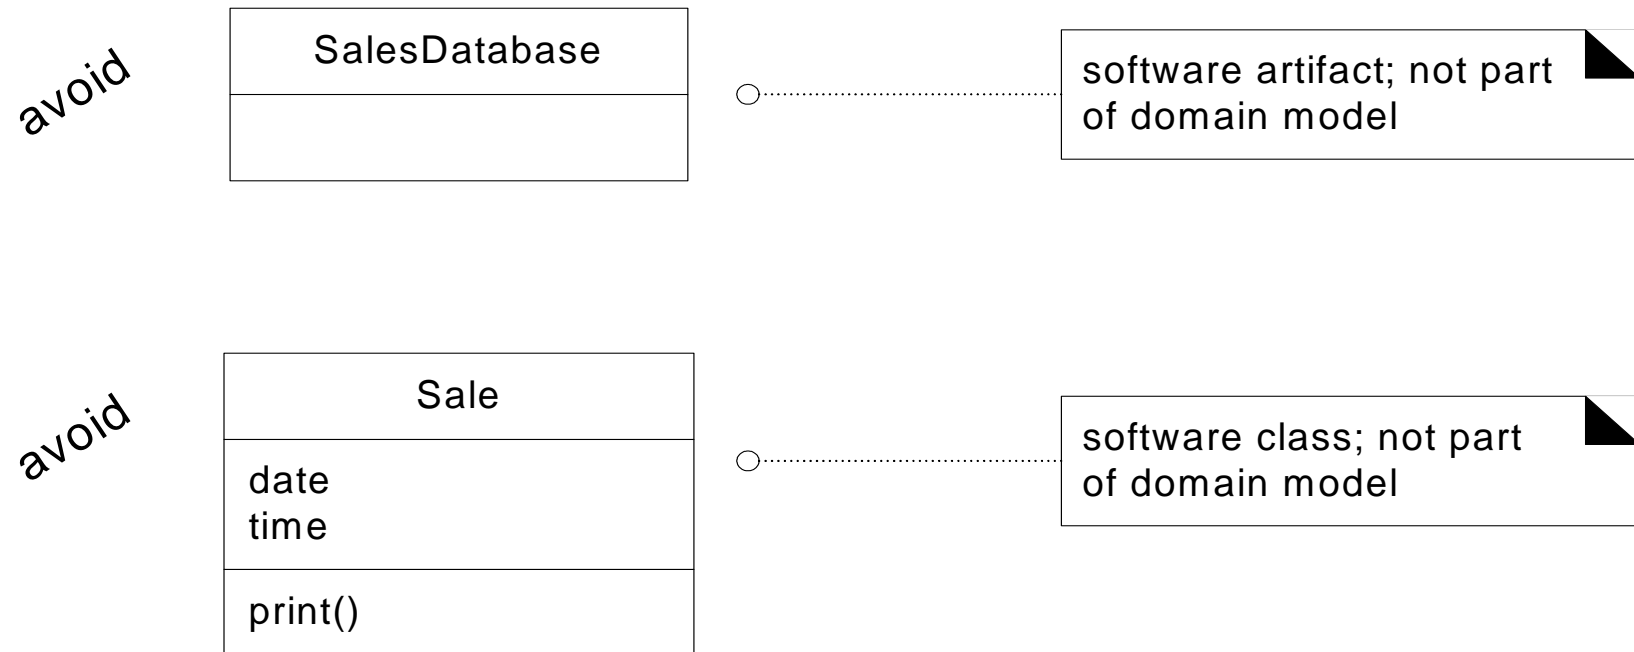 avoid
SalesDatabase
software artifact; not part
of domain model
avoid
Sale
date
time
print()
software class; not part
of domain model